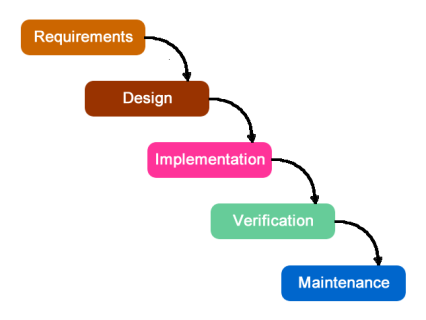 Requirements
Design
Implementation
Verification
Maintenance